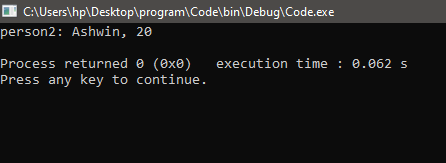 C:\Users\hp\Desktop\program\Code\bin\Debug\Code.exe
person2: Ashwin, 20
Process returned 0 (0x0)   execution time : 0.062 s
Press any key to continue.